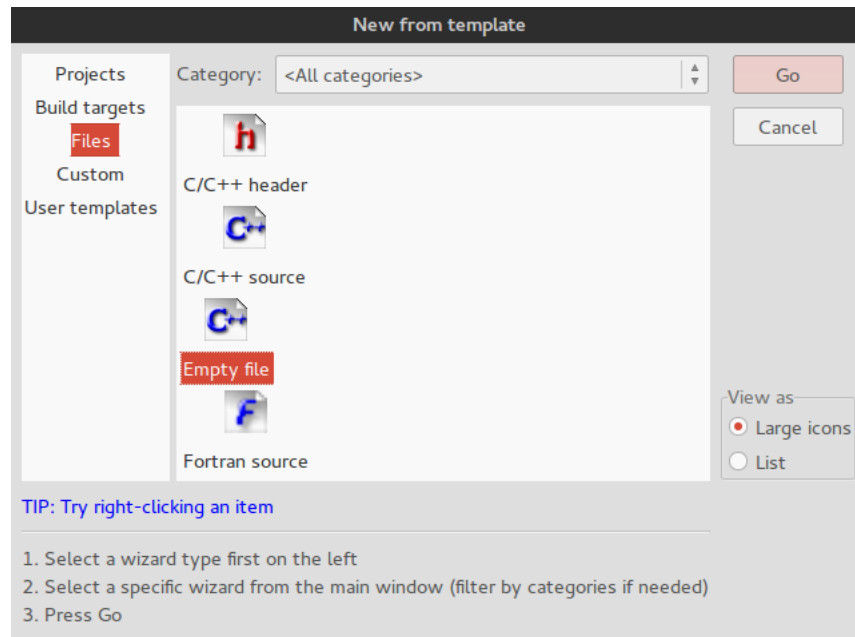 New from template
Projects
Build targets
Files
Custom
User templates
Category: <All categories>
h
C/C++ header
C++
C/C++ source
C++
Empty file
F
Fortran source
Go
Cancel
View as
Large icons
List
TIP: Try right-clicking an item
1. Select a wizard type first on the left
2. Select a specific wizard from the main window (filter by categories if needed)
3. Press Go